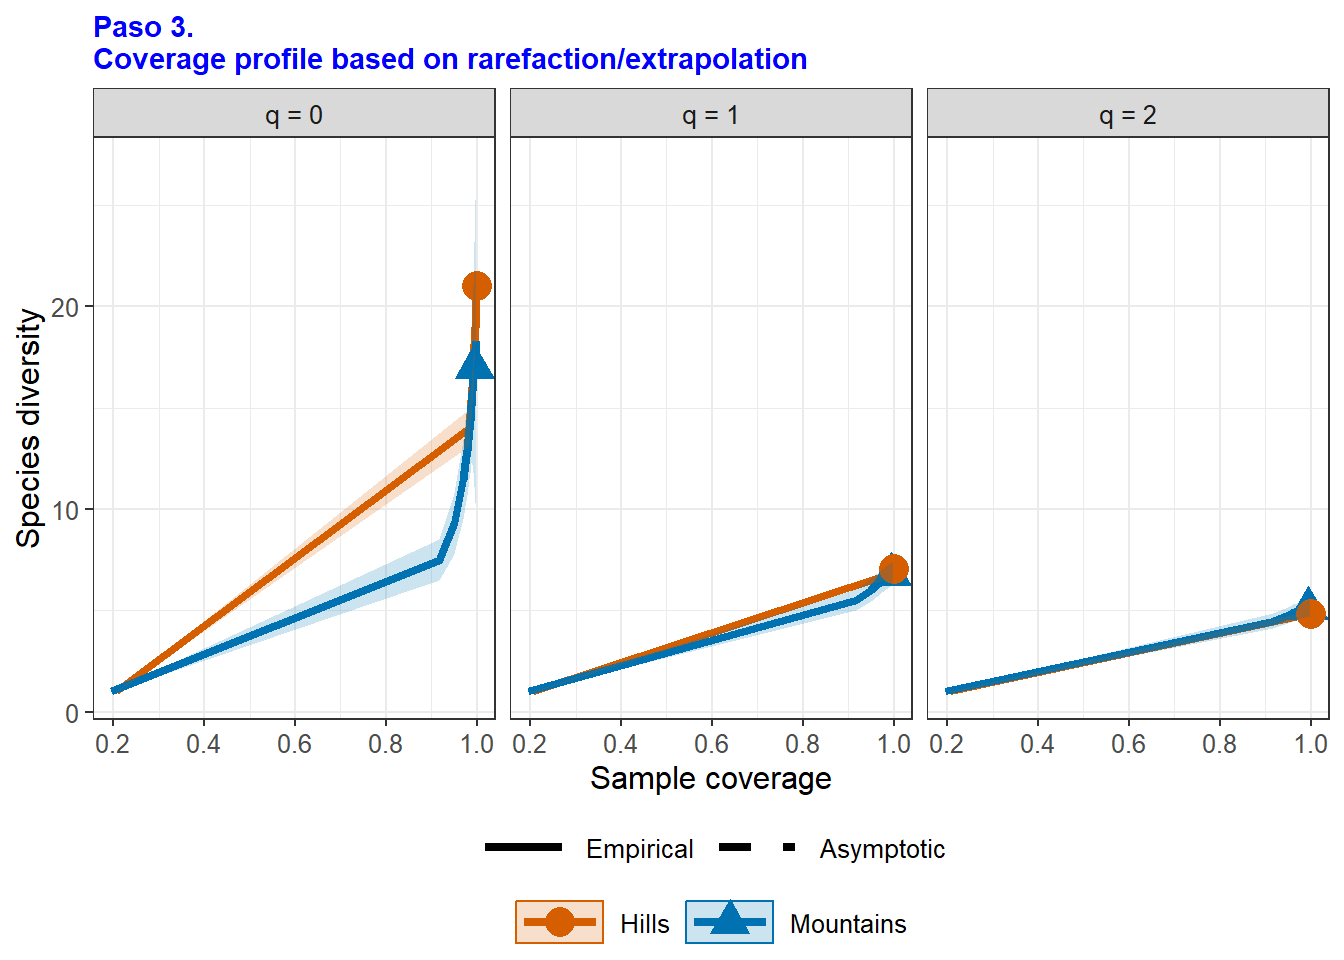 Paso 3.
Coverage profile based on rarefaction/extrapolation
q = 0
q = 1
q = 2
Species diversity
20
10
0
0.2 0.4 0.6 0.8 1.0
0.2 0.4 0.6 0.8 1.0
0.2 0.4 0.6 0.8 1.0
Sample coverage
Empirical Asymptotic
Hills Mountains